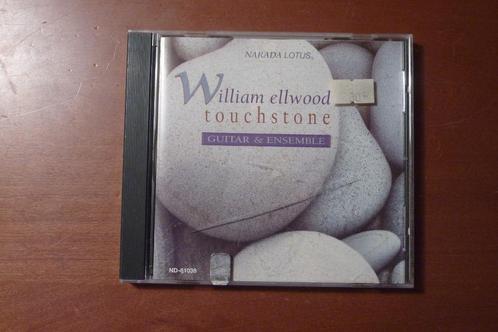 NARADA LOTUS®
William ellwood
touchstone
GUITAR & ENSEMBLE
ND-61038